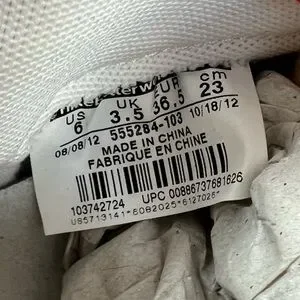 US UK EUR cm
6 3.5 36.5 23
08/08/12 555284-103 10/18/12
MADE IN CHINA
FABRIQUE EN CHINE
103742724 UPC 00886737681626